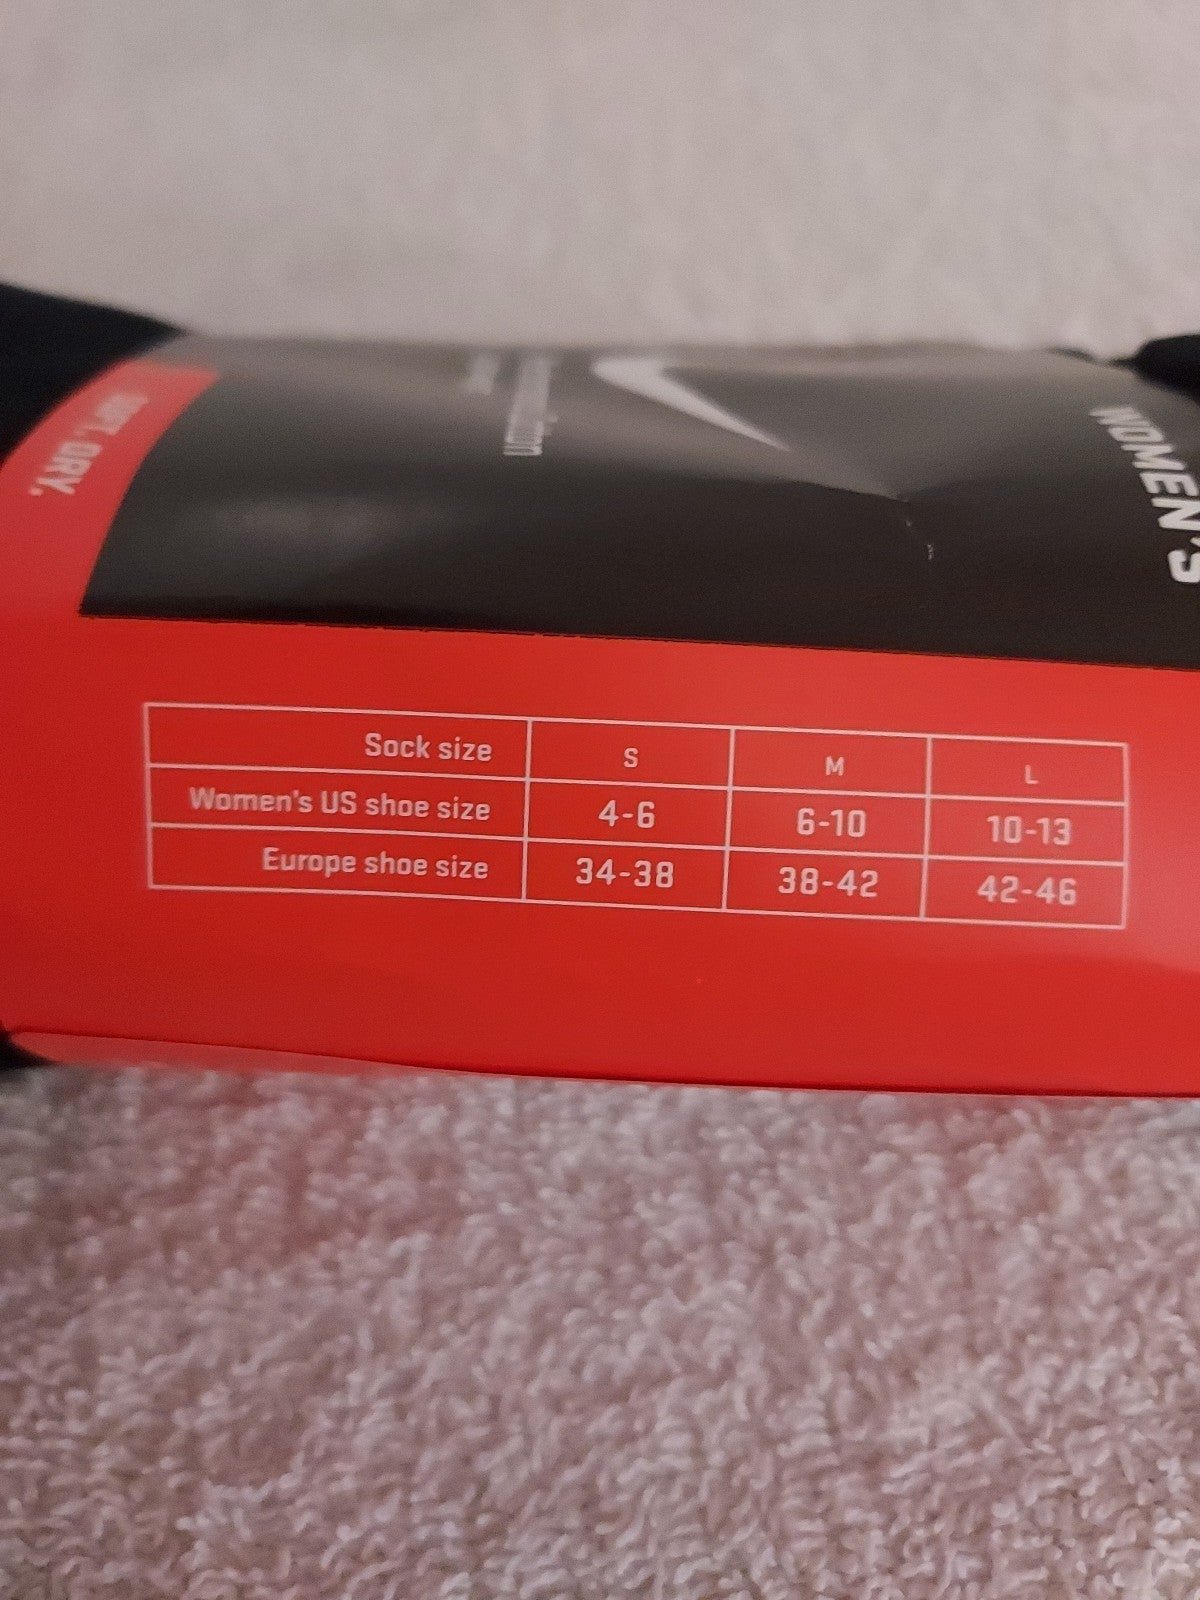 SOFT. DRY.
WOMEN'S
Sock size S M L
Women's US shoe size 4-6 6-10 10-13
Europe shoe size 34-38 38-42 42-46